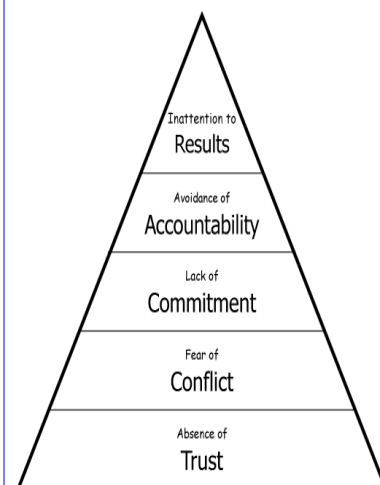 Inattention to
Results
Avoidance of
Accountability
Lack of
Commitment
Fear of
Conflict
Absence of
Trust